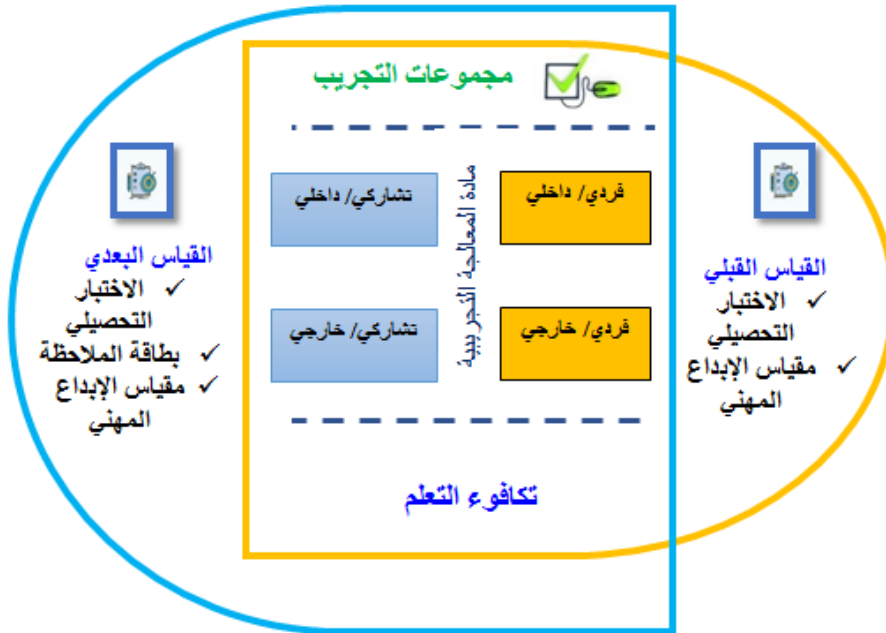 مجموعات التجريب
القياس القبلي
✓ الاختبار
التحصيلي
✓ مقياس الإبداع
المهني
فردي/ داخلي
تشاركي/ داخلي
مادة المعالجة التجريبية
فردي/ خارجي
تشاركي/ خارجي
تكافوء التعلم
القياس البعدي
✓ الاختبار
التحصيلي
✓ بطاقة الملاحظة
✓ مقياس الإبداع
المهني